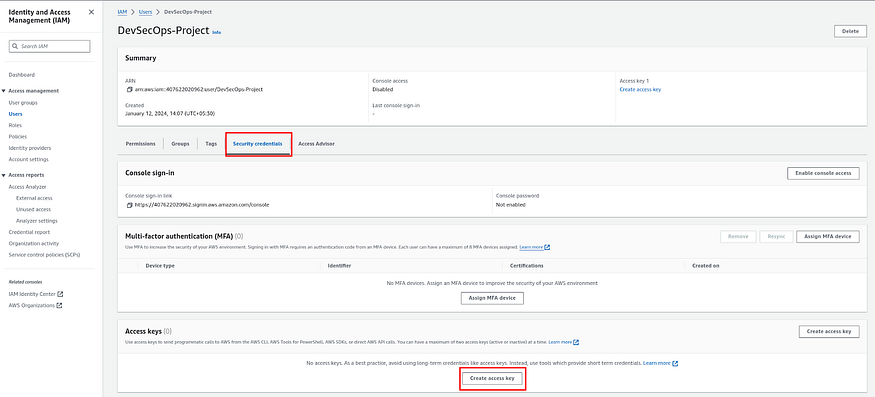 Identity and Access
Management (IAM)
Search IAM
Dashboard
Access management
User groups
Users
Roles
Policies
Identity providers
Account settings
Access reports
Access Analyzer
External access
Unused access
Analyzer settings
Credential report
Organization activity
Service control policies (SCPs)
Related consoles
IAM Identity Center
AWS Organizations
IAM > Users > DevSecOps-Project
DevSecOps-Project Info
Delete
Summary
ARN
arn:aws:iam::407622020962:user/DevSecOps-Project
Console access
Disabled
Access key 1
Create access key
Created
January 12, 2024, 14:07 (UTC+05:30)
Last console sign-in
-
Permissions
Groups
Tags
Security credentials
Access Advisor
Console sign-in
Enable console access
Console sign-in link
https://407622020962.signin.aws.amazon.com/console
Console password
Not enabled
Multi-factor authentication (MFA) (0)
Remove
Resync
Assign MFA device
Use MFA to increase the security of your AWS environment. Signing in with MFA requires an authentication code from an MFA device. Each user can have a maximum of 8 MFA devices assigned. Learn more
Device type
Identifier
Certifications
Created on
No MFA devices. Assign an MFA device to improve the security of your AWS environment
Assign MFA device
Access keys (0)
Create access key
Use access keys to send programmatic calls to AWS from the AWS CLI, AWS Tools for PowerShell, AWS SDKs, or direct AWS API calls. You can have a maximum of two access keys (active or inactive) at a time. Learn more
No access keys. As a best practice, avoid using long-term credentials like access keys. Instead, use tools which provide short term credentials. Learn more
Create access key